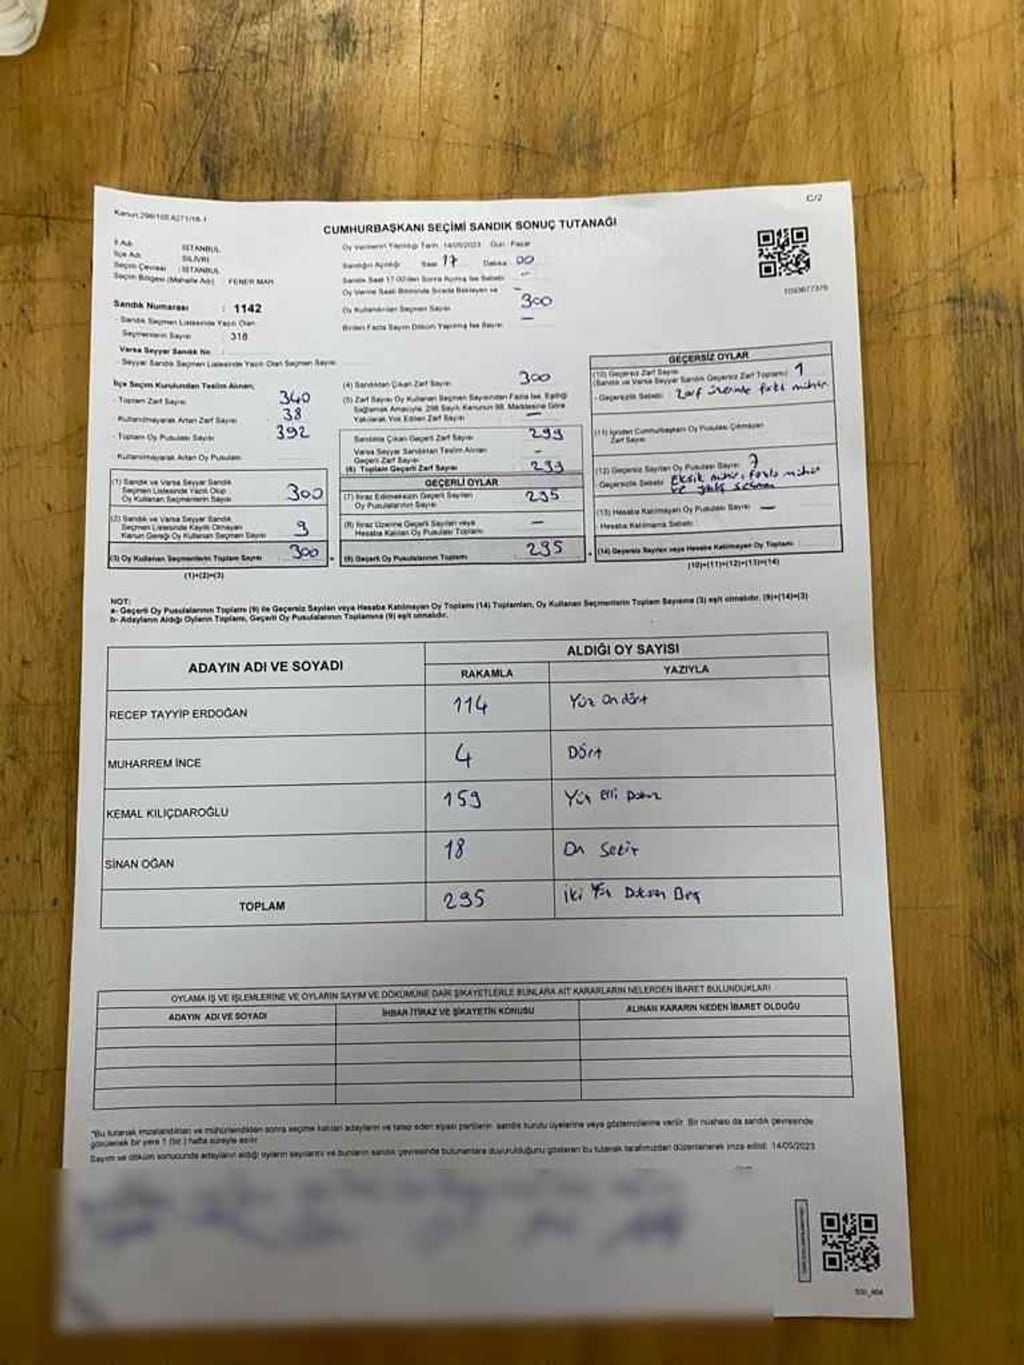 Kanun:298/105,6271/18-1
C/2
CUMHURBAŞKANI SEÇİMİ SANDIK SONUÇ TUTANAĞI
İl Adı : İSTANBUL
İlçe Adı : SİLİVRİ
Seçim Çevresi : İSTANBUL
Seçim Bölgesi (Mahalle Adı) : FENER MAH.
Sandık Numarası : 1142
- Sandık Seçmen Listesinde Yazılı Olan
Seçmenlerin Sayısı : 318
Varsa Seyyar Sandık No :
- Seyyar Sandık Seçmen Listesinde Yazılı Olan Seçmen Sayısı
Oy Vermenin Yapıldığı Tarih: 14/05/2023 Gün: Pazar
Sandığın Açıldığı Saat 17 Dakika 00
Sandık Saat 17:00'den Sonra Açılmış İse Sebebi: -
Oy Verme Saati Bitiminde Sırada Bekleyen ve -
Oy Kullandırılan Seçmen Sayısı 300
Birden Fazla Sayım Döküm Yapılmış İse Sayısı: -
İlçe Seçim Kurulundan Teslim Alınan;
- Toplam Zarf Sayısı 340
Kullanılmayarak Artan Zarf Sayısı 38
- Toplam Oy Pusulası Sayısı 392
Kullanılmayarak Artan Oy Pusulası
(1) Sandık ve Varsa Seyyar Sandık
Seçmen Listesinde Yazılı Olup
Oy Kullanan Seçmenlerin Sayısı 300
(2) Sandık ve Varsa Seyyar Sandık
Seçmen Listesinde Kayıtlı Olmayan
Kanun Gereği Oy Kullanan Seçmen Sayısı 9
(3) Oy Kullanan Seçmenlerin Toplam Sayısı 300
(1)+(2)=(3)
(4) Sandıktan Çıkan Zarf Sayısı 300
(5) Zarf Sayısı Oy Kullanan Seçmen Sayısından Fazla İse, Eşitliği
Sağlamak Amacıyla, 298 Sayılı Kanunun 98. Maddesine Göre
Yakılarak Yok Edilen Zarf Sayısı -
Sandıkta Çıkan Geçerli Zarf Sayısı 299
Varsa Seyyar Sandıktan Teslim Alınan
Geçerli Zarf Sayısı -
(6) Toplam Geçerli Zarf Sayısı 299
GEÇERLİ OYLAR
(7) İtiraz Edilmeksizin Geçerli Sayılan
Oy Pusulalarının Sayısı 295
(8) İtiraz Üzerine Geçerli Sayılan veya
Hesaba Katılan Oy Pusulası Toplamı -
(9) Geçerli Oy Pusulalarının Toplamı 295
GEÇERSİZ OYLAR
(10) Geçersiz Zarf Sayısı
(Sandık ve Varsa Seyyar Sandık Geçersiz Zarf Toplamı) 1
- Geçersizlik Sebebi: Zarf üzerinde fazla mühür
(11) İçinden Cumhurbaşkanı Oy Pusulası Çıkmayan
Zarf Sayısı
(12) Geçersiz Sayılan Oy Pusulası Sayısı 7
- Geçersizlik Sebebi: Eksik mühür, fazla mühür
(13) Hesaba Katılmayan Oy Pusulası Sayısı -
Hesaba Katılmama Sebebi
(14) Geçersiz Sayılan veya Hesaba Katılmayan Oy Toplamı
(10)+(11)+(12)+(13)=(14)
NOT:
a- Geçerli Oy Pusulalarının Toplamı (9) ile Geçersiz Sayılan veya Hesaba Katılmayan Oy Toplamı (14) Toplamları, Oy Kullanan Seçmenlerin Toplam Sayısına (3) eşit olmalıdır. (9)+(14)=(3)
b- Adayların Aldığı Oyların Toplamı, Geçerli Oy Pusulalarının Toplamına (9) eşit olmalıdır.
ADAYIN ADI VE SOYADI
ALDIĞI OY SAYISI
RAKAMLA YAZIYLA
RECEP TAYYİP ERDOĞAN 114 Yüz Ondört
MUHARREM İNCE 4 Dört
KEMAL KILIÇDAROĞLU 159 Yüz elli Dokuz
SİNAN OĞAN 18 On Sekiz
TOPLAM 295 İki Yüz Doksan Beş
OYLAMA İŞ VE İŞLEMLERİNE VE OYLARIN SAYIM VE DÖKÜMÜNE DAİR ŞİKAYETLERLE BUNLARA AİT KARARLARIN NELERDEN İBARET BULUNDUKLARI
ADAYIN ADI VE SOYADI İHBAR İTİRAZ VE ŞİKAYETİN KONUSU ALINAN KARARIN NEDEN İBARET OLDUĞU
"Bu tutanak imzalandıktan ve mühürlendikten sonra seçime katılan adayların ve talep eden siyasi partilerin, sandık kurulu üyelerine veya gözlemcilerine verilir. Bir nüshası da sandık çevresinde
görülecek bir yere 1 (bir) hafta süreyle asılır.
Sayım ve döküm sonucunda adayların aldığı oyların sayılarını ve bunların sandık çevresinde bulunanlara duyurulduğunu gösteren bu tutanak tarafımızdan düzenlenerek imza edildi. 14/05/2023